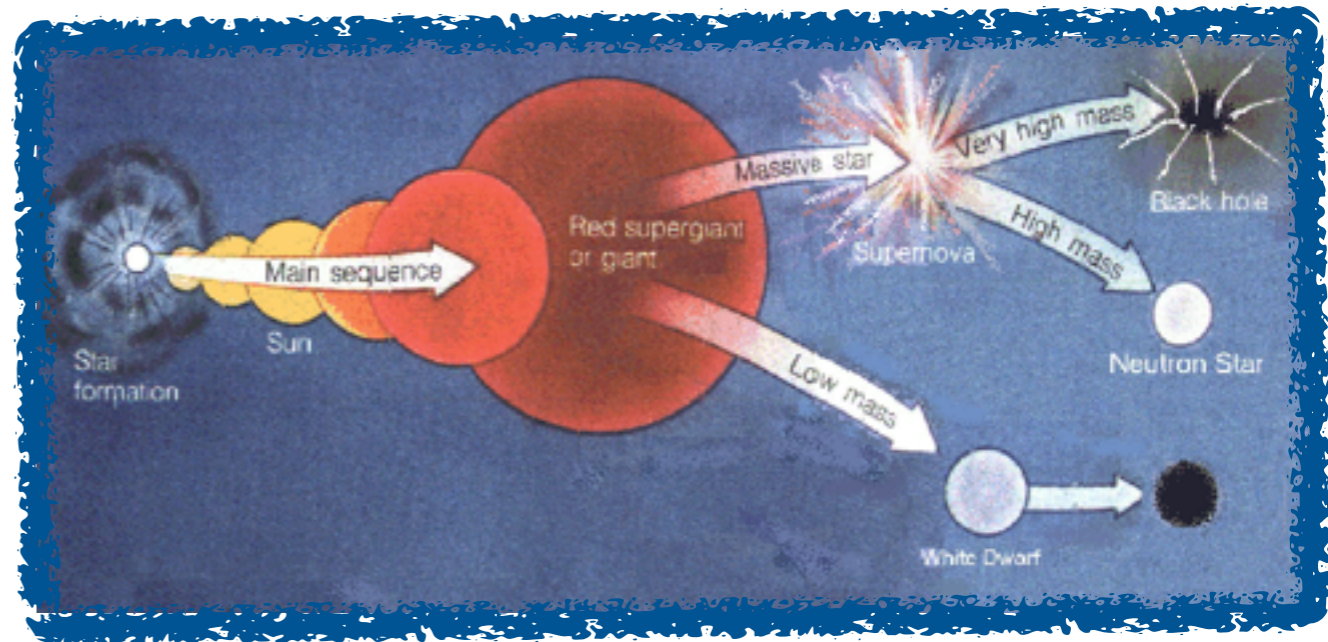 Star
formation
Main sequence
Sun
Red supergiant
or giant
Massive star
Supernova
Very high mass
Black hole
High mass
Neutron Star
Low mass
White Dwarf